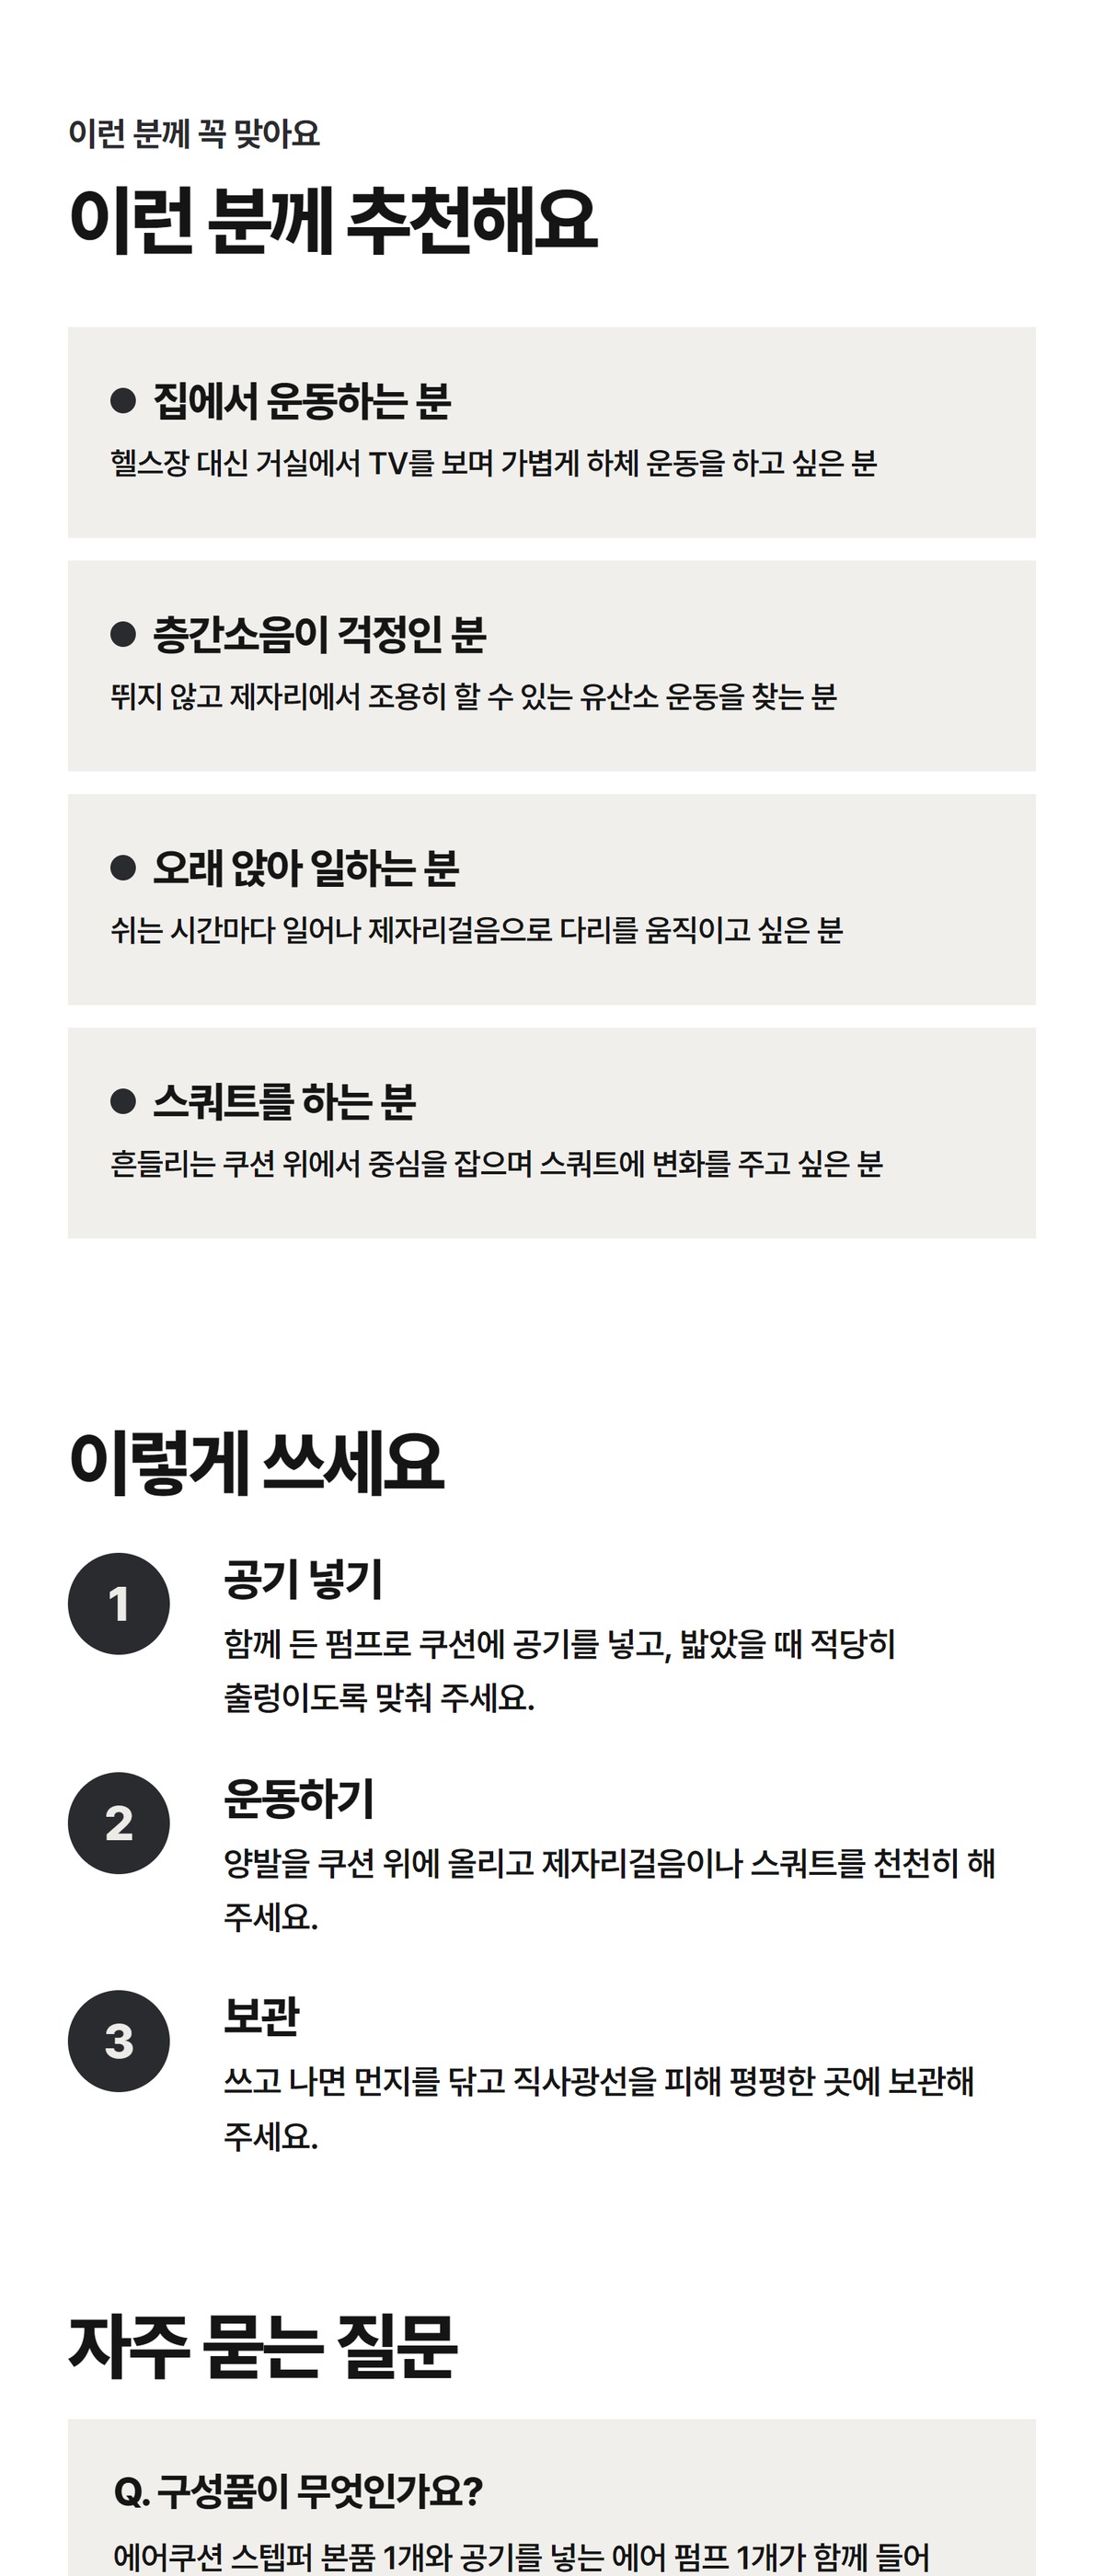 이런 분께 꼭 맞아요
이런 분께 추천해요
집에서 운동하는 분
헬스장 대신 거실에서 TV를 보며 가볍게 하체 운동을 하고 싶은 분
층간소음이 걱정인 분
뛰지 않고 제자리에서 조용히 할 수 있는 유산소 운동을 찾는 분
오래 앉아 일하는 분
쉬는 시간마다 일어나 제자리걸음으로 다리를 움직이고 싶은 분
스쿼트를 하는 분
흔들리는 쿠션 위에서 중심을 잡으며 스쿼트에 변화를 주고 싶은 분
이렇게 쓰세요
1
공기 넣기
함께 든 펌프로 쿠션에 공기를 넣고, 밟았을 때 적당히
출렁이도록 맞춰 주세요.
2
운동하기
양발을 쿠션 위에 올리고 제자리걸음이나 스쿼트를 천천히 해
주세요.
3
보관
쓰고 나면 먼지를 닦고 직사광선을 피해 평평한 곳에 보관해
주세요.
자주 묻는 질문
Q. 구성품이 무엇인가요?
에어쿠션 스텝퍼 본품 1개와 공기를 넣는 에어 펌프 1개가 함께 들어